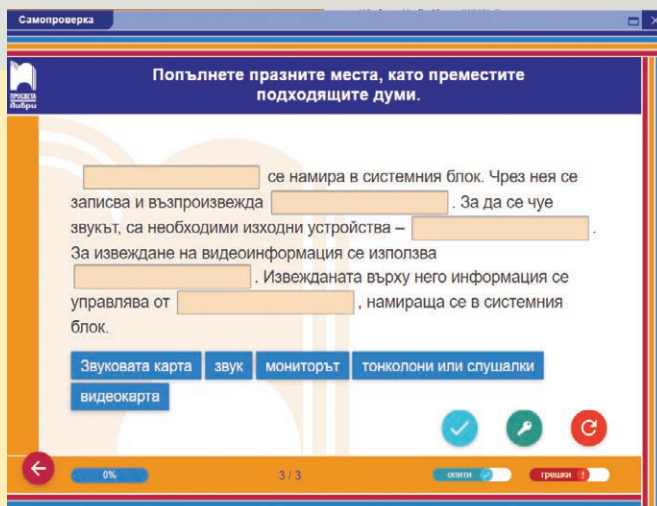 Самопроверка
ПРОСВЕТА
Либри
Попълнете празните места, като преместите
подходящите думи.
се намира в системния блок. Чрез нея се
записва и възпроизвежда . За да се чуе
звукът, са необходими изходни устройства – .
За извеждане на видеоинформация се използва
. Извежданата върху него информация се
управлява от , намираща се в системния
блок.
Звуковата карта звук мониторът тонколони или слушалки
видеокарта
0% 3 / 3 опити грешки !